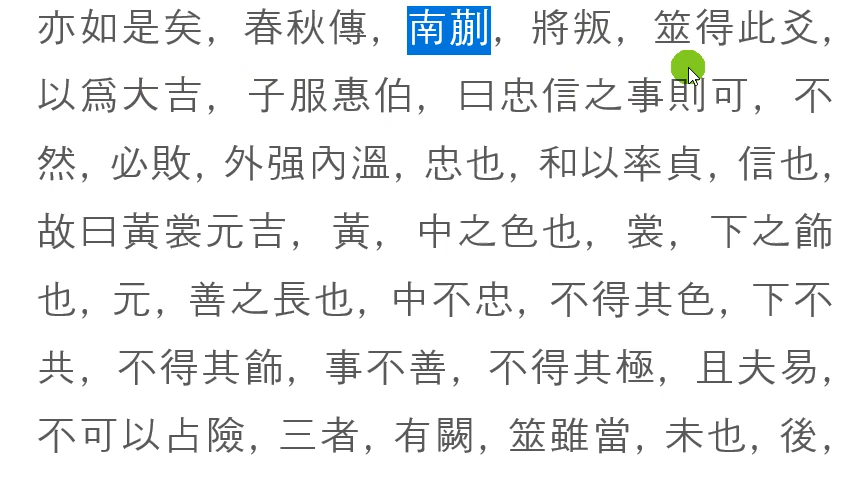 亦如是矣, 春秋傳, 南蒯, 將叛, 筮得此爻,
以爲大吉, 子服惠伯, 曰忠信之事則可, 不
然, 必敗, 外强內溫, 忠也, 和以率貞, 信也,
故曰黃裳元吉, 黃, 中之色也, 裳, 下之飾
也, 元, 善之長也, 中不忠, 不得其色, 下不
共, 不得其飾, 事不善, 不得其極, 且夫易,
不可以占險, 三者, 有闕, 筮雖當, 未也, 後,